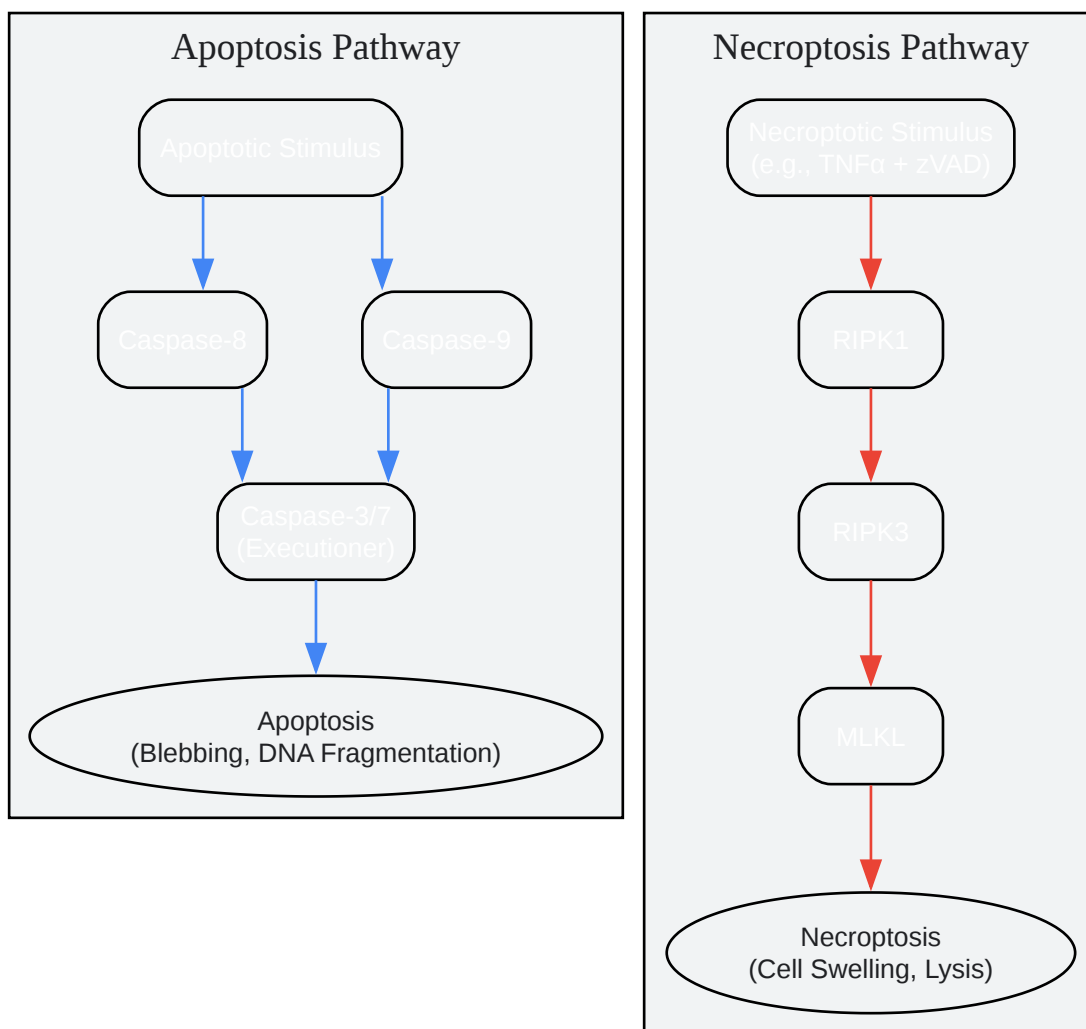 Apoptosis Pathway
Apoptotic Stimulus
Caspase-8
Caspase-9
Caspase-3/7
(Executioner)
Apoptosis
(Blebbing, DNA Fragmentation)
Necroptosis Pathway
Necroptotic Stimulus
(e.g., TNFα + zVAD)
RIPK1
RIPK3
MLKL
Necroptosis
(Cell Swelling, Lysis)